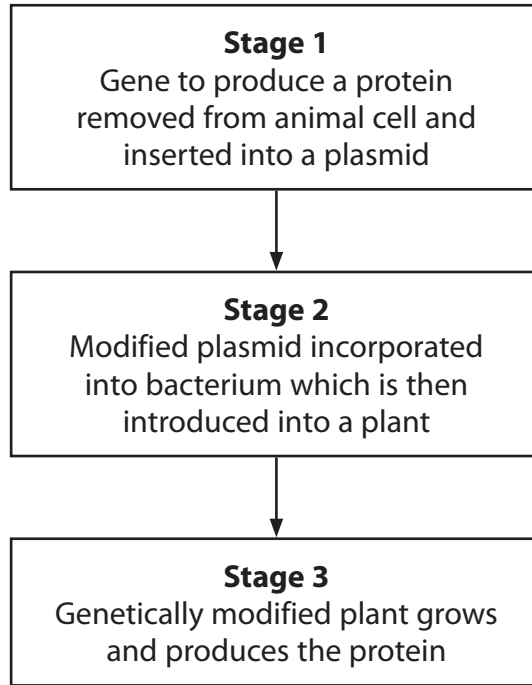 Stage 1
Gene to produce a protein
removed from animal cell and
inserted into a plasmid
Stage 2
Modified plasmid incorporated
into bacterium which is then
introduced into a plant
Stage 3
Genetically modified plant grows
and produces the protein